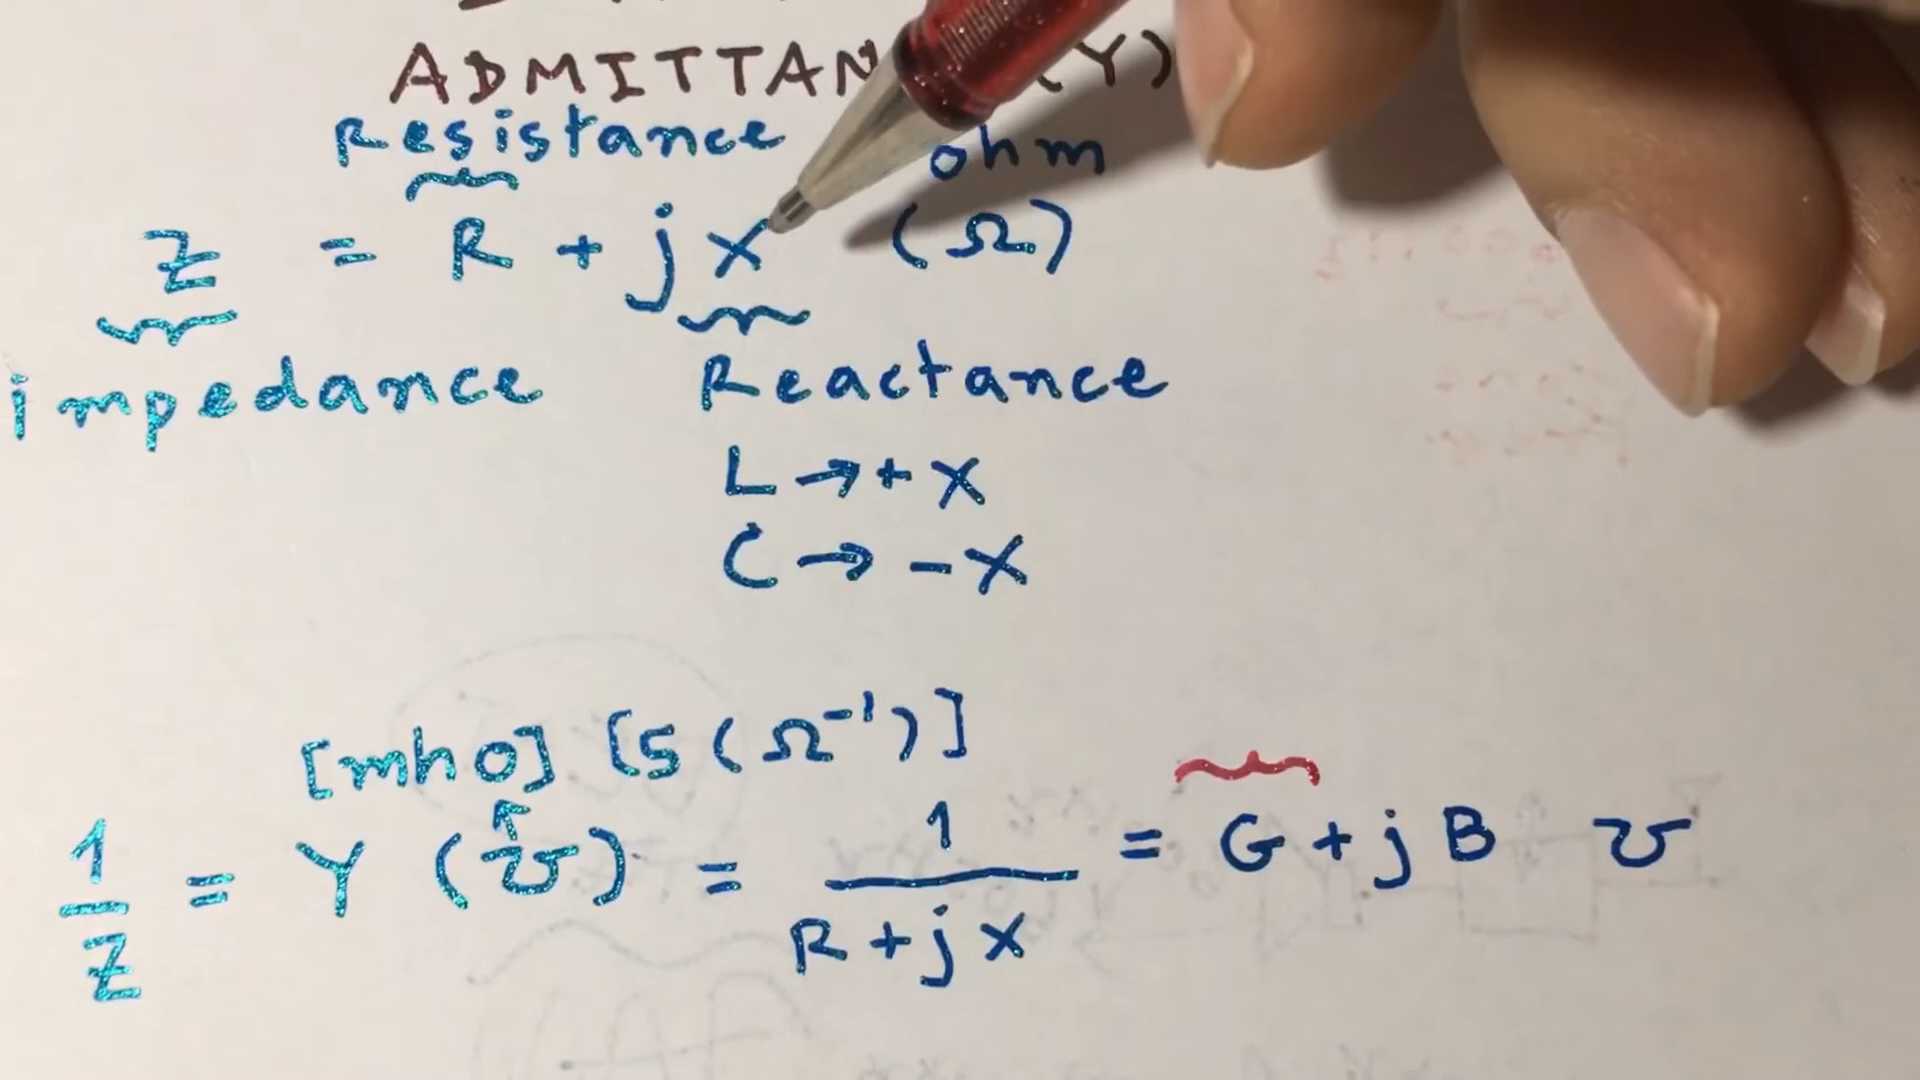 ADMITTAN (Y)
Resistance ohm
Z = R + jX (Ω)
impedance Reactance
L → + X
C → - X
[mho] [S (Ω⁻¹)]
1/Z = Y (℧) = 1/(R + jX) = G + jB ℧